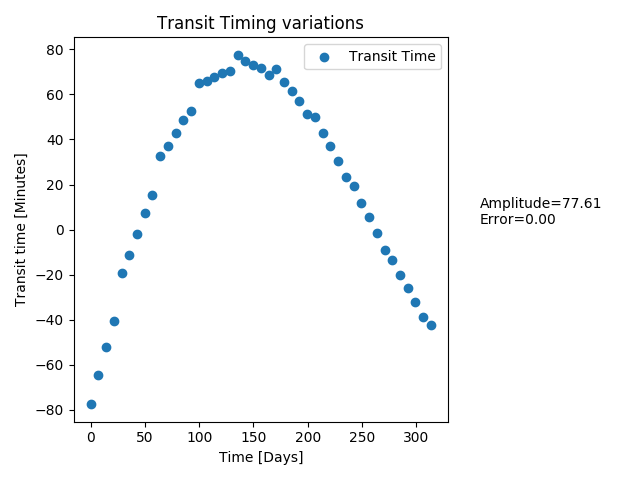 Transit Timing variations
Transit Time
Transit time [Minutes]
80
60
40
20
0
−20
−40
−60
−80
0 50 100 150 200 250 300
Time [Days]
Amplitude=77.61
Error=0.00